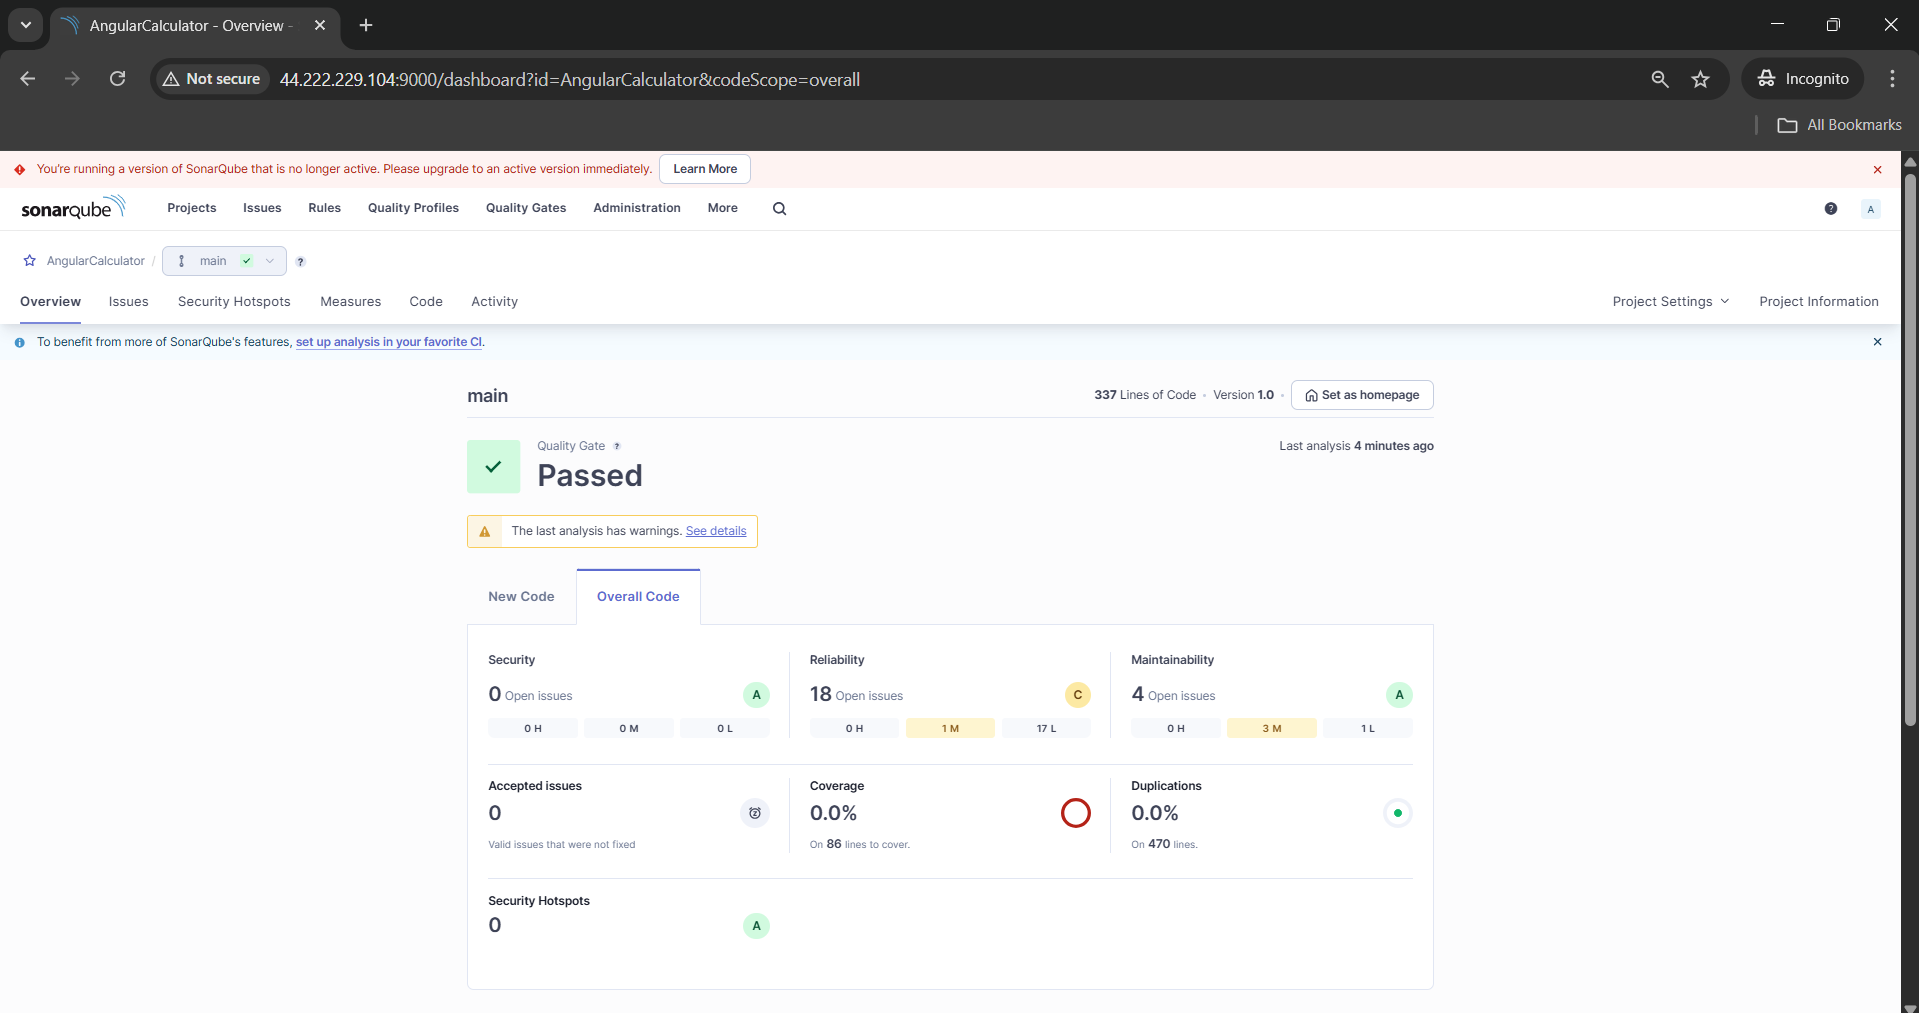 AngularCalculator - Overview -
Not secure 44.222.229.104:9000/dashboard?id=AngularCalculator&codeScope=overall Incognito
All Bookmarks
You're running a version of SonarQube that is no longer active. Please upgrade to an active version immediately. Learn More
sonarqube Projects Issues Rules Quality Profiles Quality Gates Administration More ? A
AngularCalculator / main ?
Overview Issues Security Hotspots Measures Code Activity Project Settings Project Information
To benefit from more of SonarQube's features, set up analysis in your favorite CI.
main 337 Lines of Code · Version 1.0 · Set as homepage
Quality Gate ? Last analysis 4 minutes ago
Passed
The last analysis has warnings. See details
New Code Overall Code
Security Reliability Maintainability
0 Open issues A 18 Open issues C 4 Open issues A
0 H 0 M 0 L 0 H 1 M 17 L 0 H 3 M 1 L
Accepted issues Coverage Duplications
0 0.0% 0.0%
Valid issues that were not fixed On 86 lines to cover. On 470 lines.
Security Hotspots
0 A